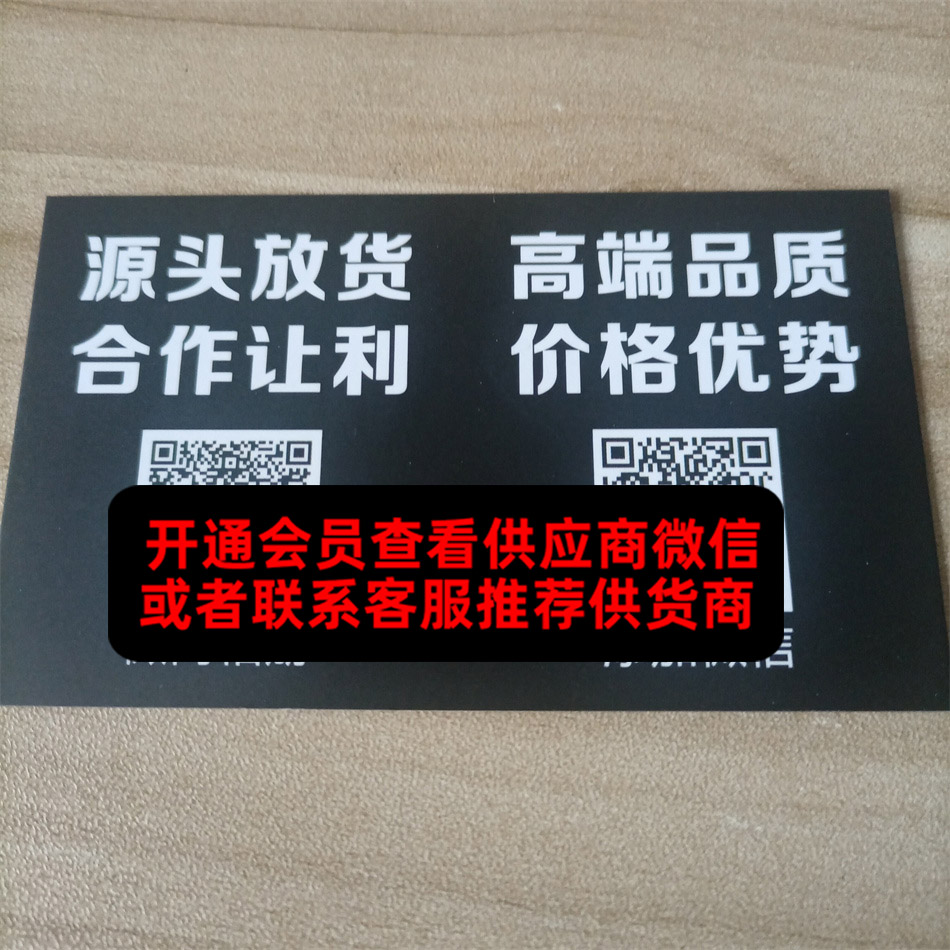 源头放货
合作让利
高端品质
价格优势
开通会员查看供应商微信
或者联系客服推荐供货商
信